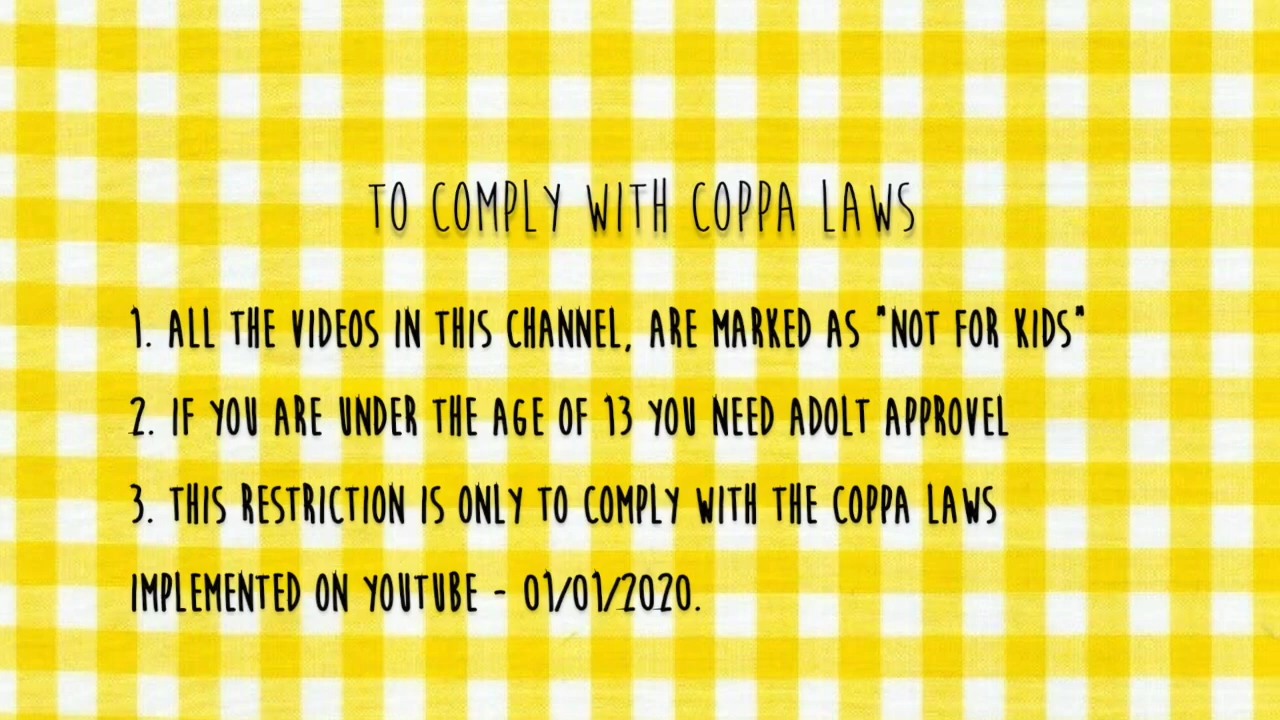 TO COMPLY WITH COPPA LAWS
1. ALL THE VIDEOS IN THIS CHANNEL, ARE MARKED AS "NOT FOR KIDS"
2. IF YOU ARE UNDER THE AGE OF 13 YOU NEED ADOLT APPROVEL
3. THIS RESTRICTION IS ONLY TO COMPLY WITH THE COPPA LAWS
IMPLEMENTED ON YOUTUBE - 01/01/2020.